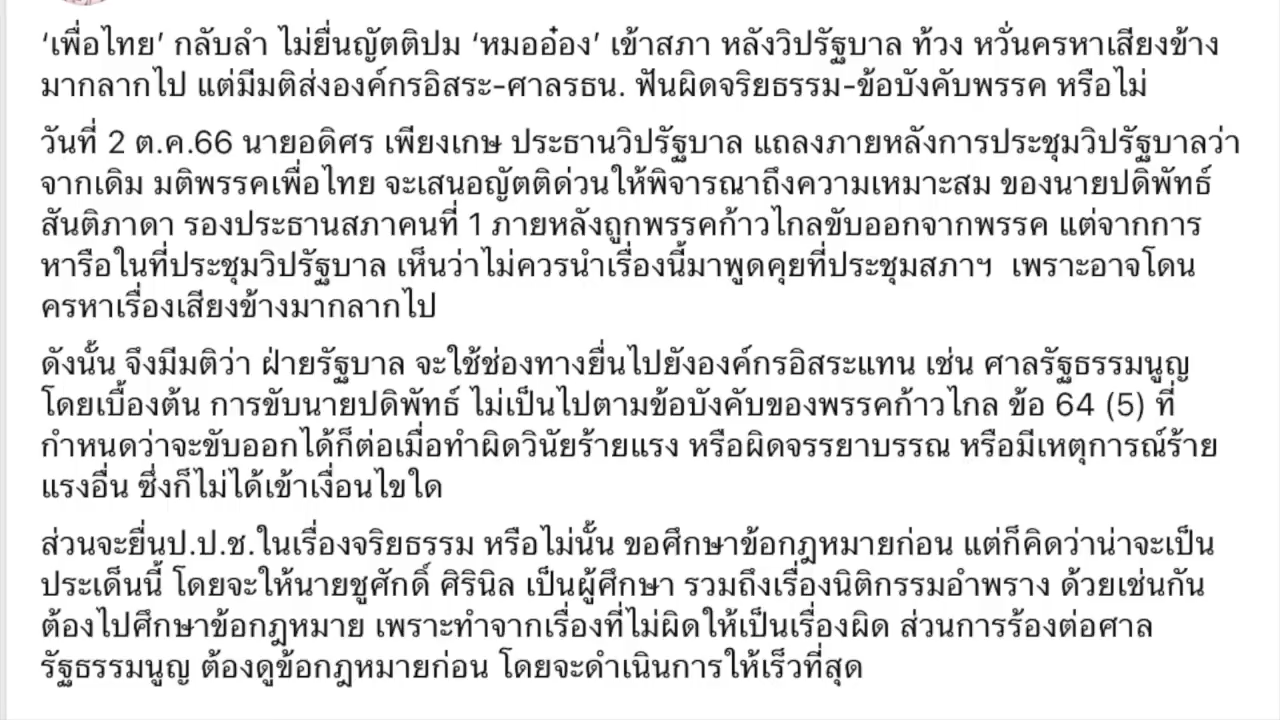 ‘เพื่อไทย’ กลับลำ ไม่ยื่นญัตติปม ‘หมออ๋อง’ เข้าสภา หลังวิปรัฐบาล ท้วง หวั่นครหาเสียงข้าง
มากลากไป แต่มีมติส่งองค์กรอิสระ-ศาลรธน. ฟันผิดจริยธรรม-ข้อบังคับพรรค หรือไม่
วันที่ 2 ต.ค.66 นายอดิศร เพียงเกษ ประธานวิปรัฐบาล แถลงภายหลังการประชุมวิปรัฐบาลว่า
จากเดิม มติพรรคเพื่อไทย จะเสนอญัตติด่วนให้พิจารณาถึงความเหมาะสม ของนายปดิพัทธ์
สันติภาดา รองประธานสภาคนที่ 1 ภายหลังถูกพรรคก้าวไกลขับออกจากพรรค แต่จากการ
หารือในที่ประชุมวิปรัฐบาล เห็นว่าไม่ควรนำเรื่องนี้มาพูดคุยที่ประชุมสภาฯ เพราะอาจโดน
ครหาเรื่องเสียงข้างมากลากไป
ดังนั้น จึงมีมติว่า ฝ่ายรัฐบาล จะใช้ช่องทางยื่นไปยังองค์กรอิสระแทน เช่น ศาลรัฐธรรมนูญ
โดยเบื้องต้น การขับนายปดิพัทธ์ ไม่เป็นไปตามข้อบังคับของพรรคก้าวไกล ข้อ 64 (5) ที่
กำหนดว่าจะขับออกได้ก็ต่อเมื่อทำผิดวินัยร้ายแรง หรือผิดจรรยาบรรณ หรือมีเหตุการณ์ร้าย
แรงอื่น ซึ่งก็ไม่ได้เข้าเงื่อนไขใด
ส่วนจะยื่นป.ป.ช.ในเรื่องจริยธรรม หรือไม่นั้น ขอศึกษาข้อกฎหมายก่อน แต่ก็คิดว่าน่าจะเป็น
ประเด็นนี้ โดยจะให้นายชูศักดิ์ ศิรินิล เป็นผู้ศึกษา รวมถึงเรื่องนิติกรรมอำพราง ด้วยเช่นกัน
ต้องไปศึกษาข้อกฎหมาย เพราะทำจากเรื่องที่ไม่ผิดให้เป็นเรื่องผิด ส่วนการร้องต่อศาล
รัฐธรรมนูญ ต้องดูข้อกฎหมายก่อน โดยจะดำเนินการให้เร็วที่สุด